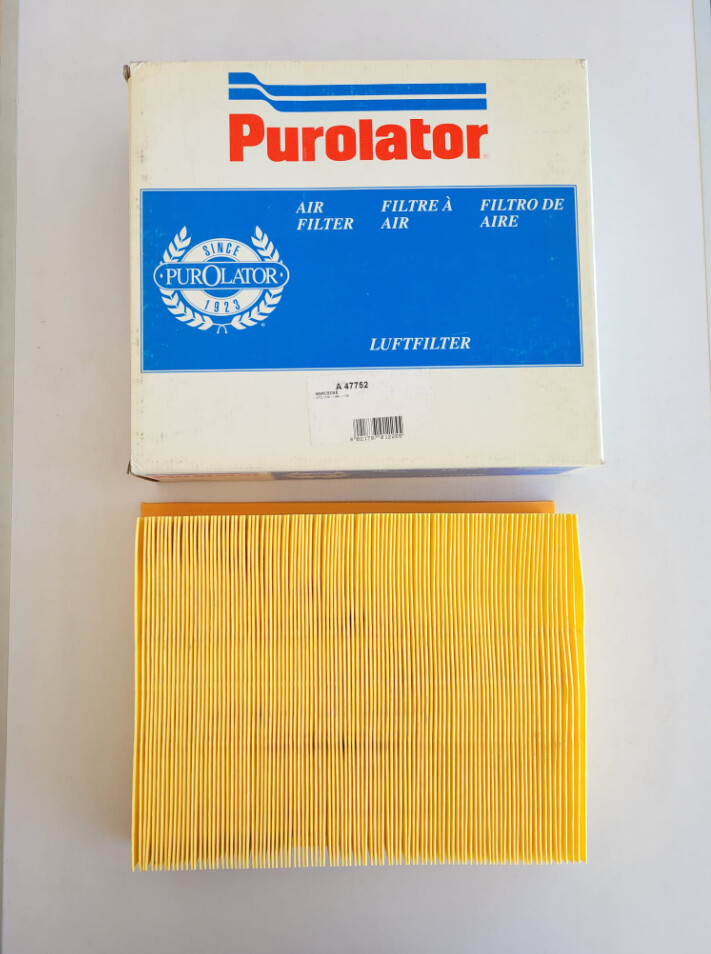 Purolator
AIR
FILTER
FILTRE À
AIR
FILTRO DE
AIRE
SINCE
PUROLATOR
1923
LUFTFILTER
A 47752